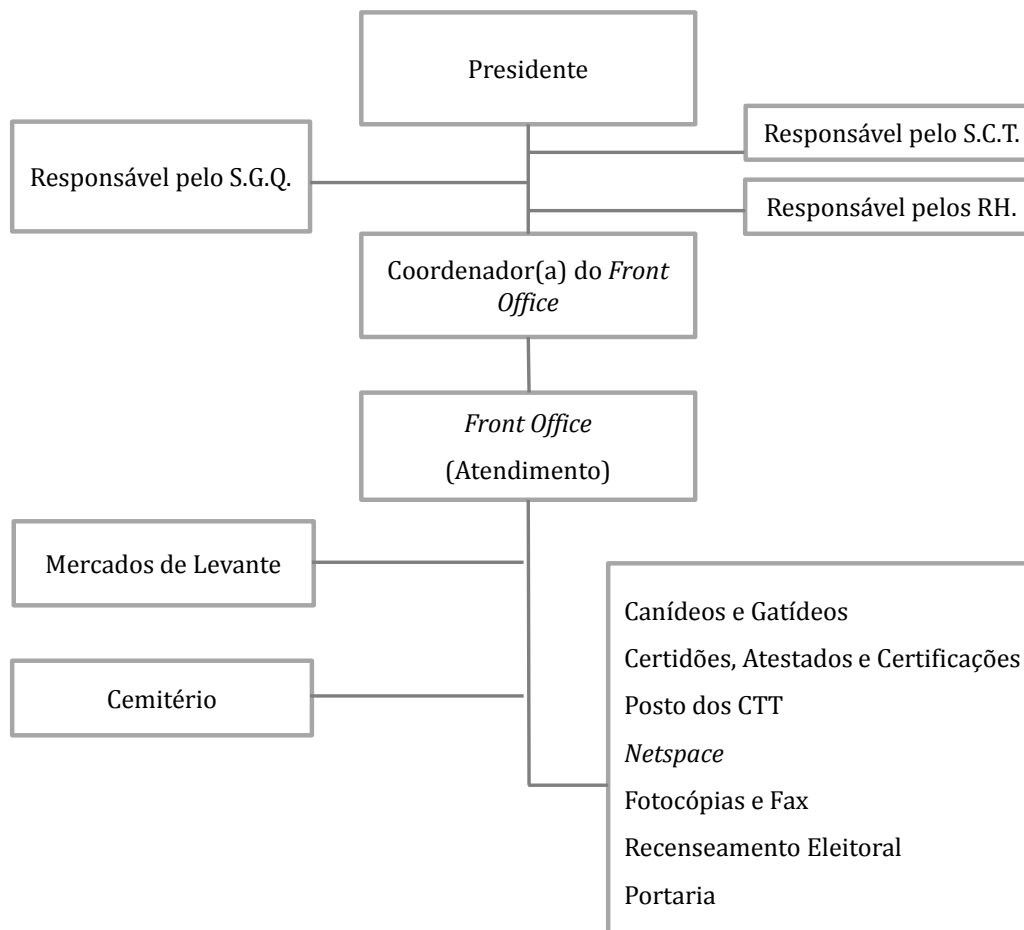 Presidente
Responsável pelo S.C.T.
Responsável pelo S.G.Q.
Responsável pelos RH.
Coordenador(a) do Front
Office
Front Office
(Atendimento)
Mercados de Levante
Cemitério
Canídeos e Gatídeos
Certidões, Atestados e Certificações
Posto dos CTT
Netspace
Fotocópias e Fax
Recenseamento Eleitoral
Portaria